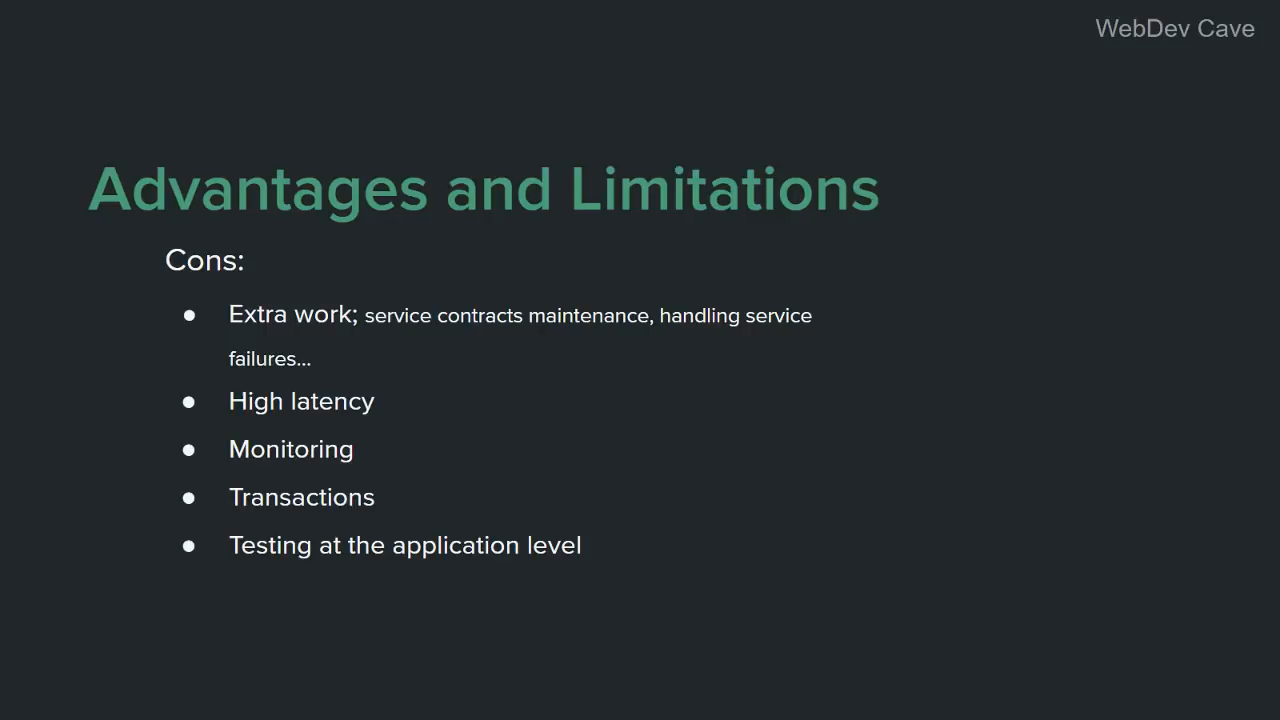 WebDev Cave
Advantages and Limitations
Cons:
● Extra work; service contracts maintenance, handling service
failures...
● High latency
● Monitoring
● Transactions
● Testing at the application level